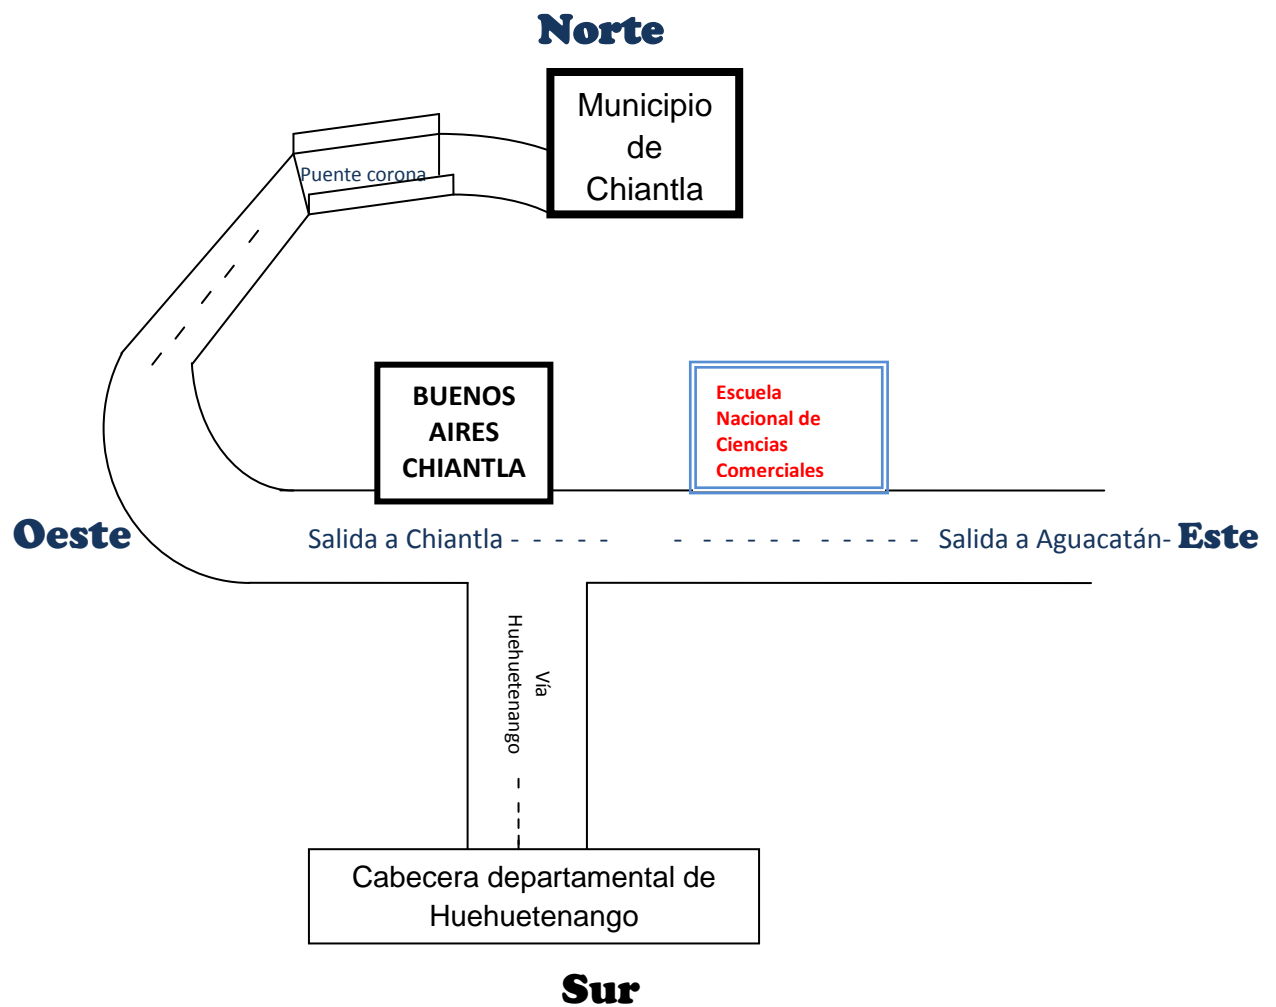 Norte
Municipio
de
Chiantla
Puente corona
BUENOS
AIRES
CHIANTLA
Escuela
Nacional de
Ciencias
Comerciales
Oeste
Salida a Chiantla - - - - -
- - - - - - - - - - - Salida a Aguacatán-
Este
Vía
Huehuetenango
Cabecera departamental de
Huehuetenango
Sur